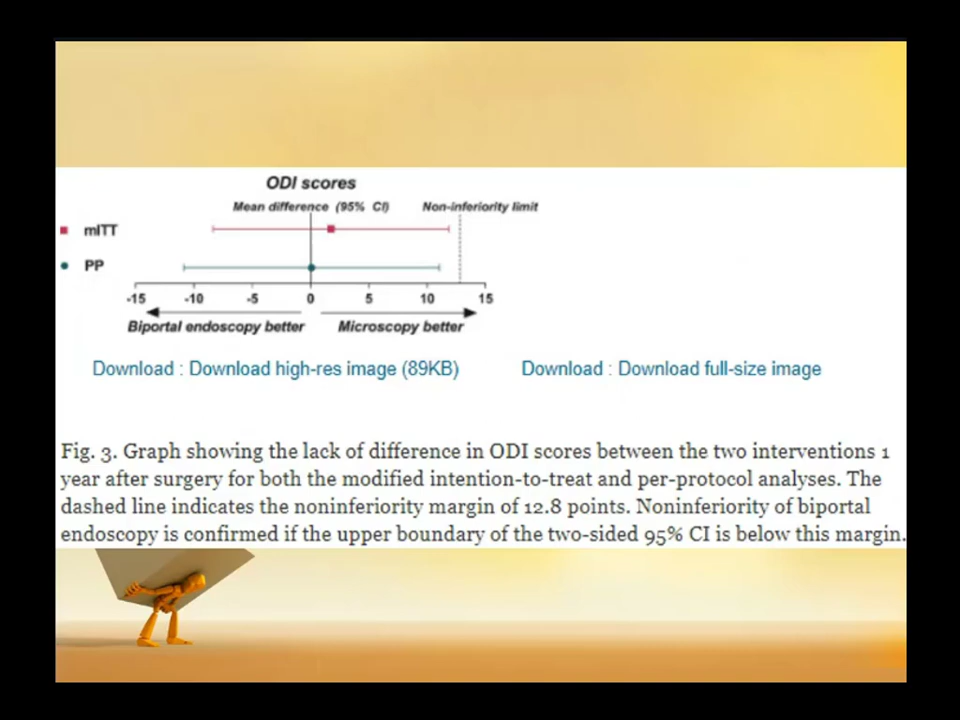 ODI scores
Mean difference (95% CI) Non-inferiority limit
mITT
PP
-15 -10 -5 0 5 10 15
Biportal endoscopy better Microscopy better
Download : Download high-res image (89KB) Download : Download full-size image
Fig. 3. Graph showing the lack of difference in ODI scores between the two interventions 1
year after surgery for both the modified intention-to-treat and per-protocol analyses. The
dashed line indicates the noninferiority margin of 12.8 points. Noninferiority of biportal
endoscopy is confirmed if the upper boundary of the two-sided 95% CI is below this margin.